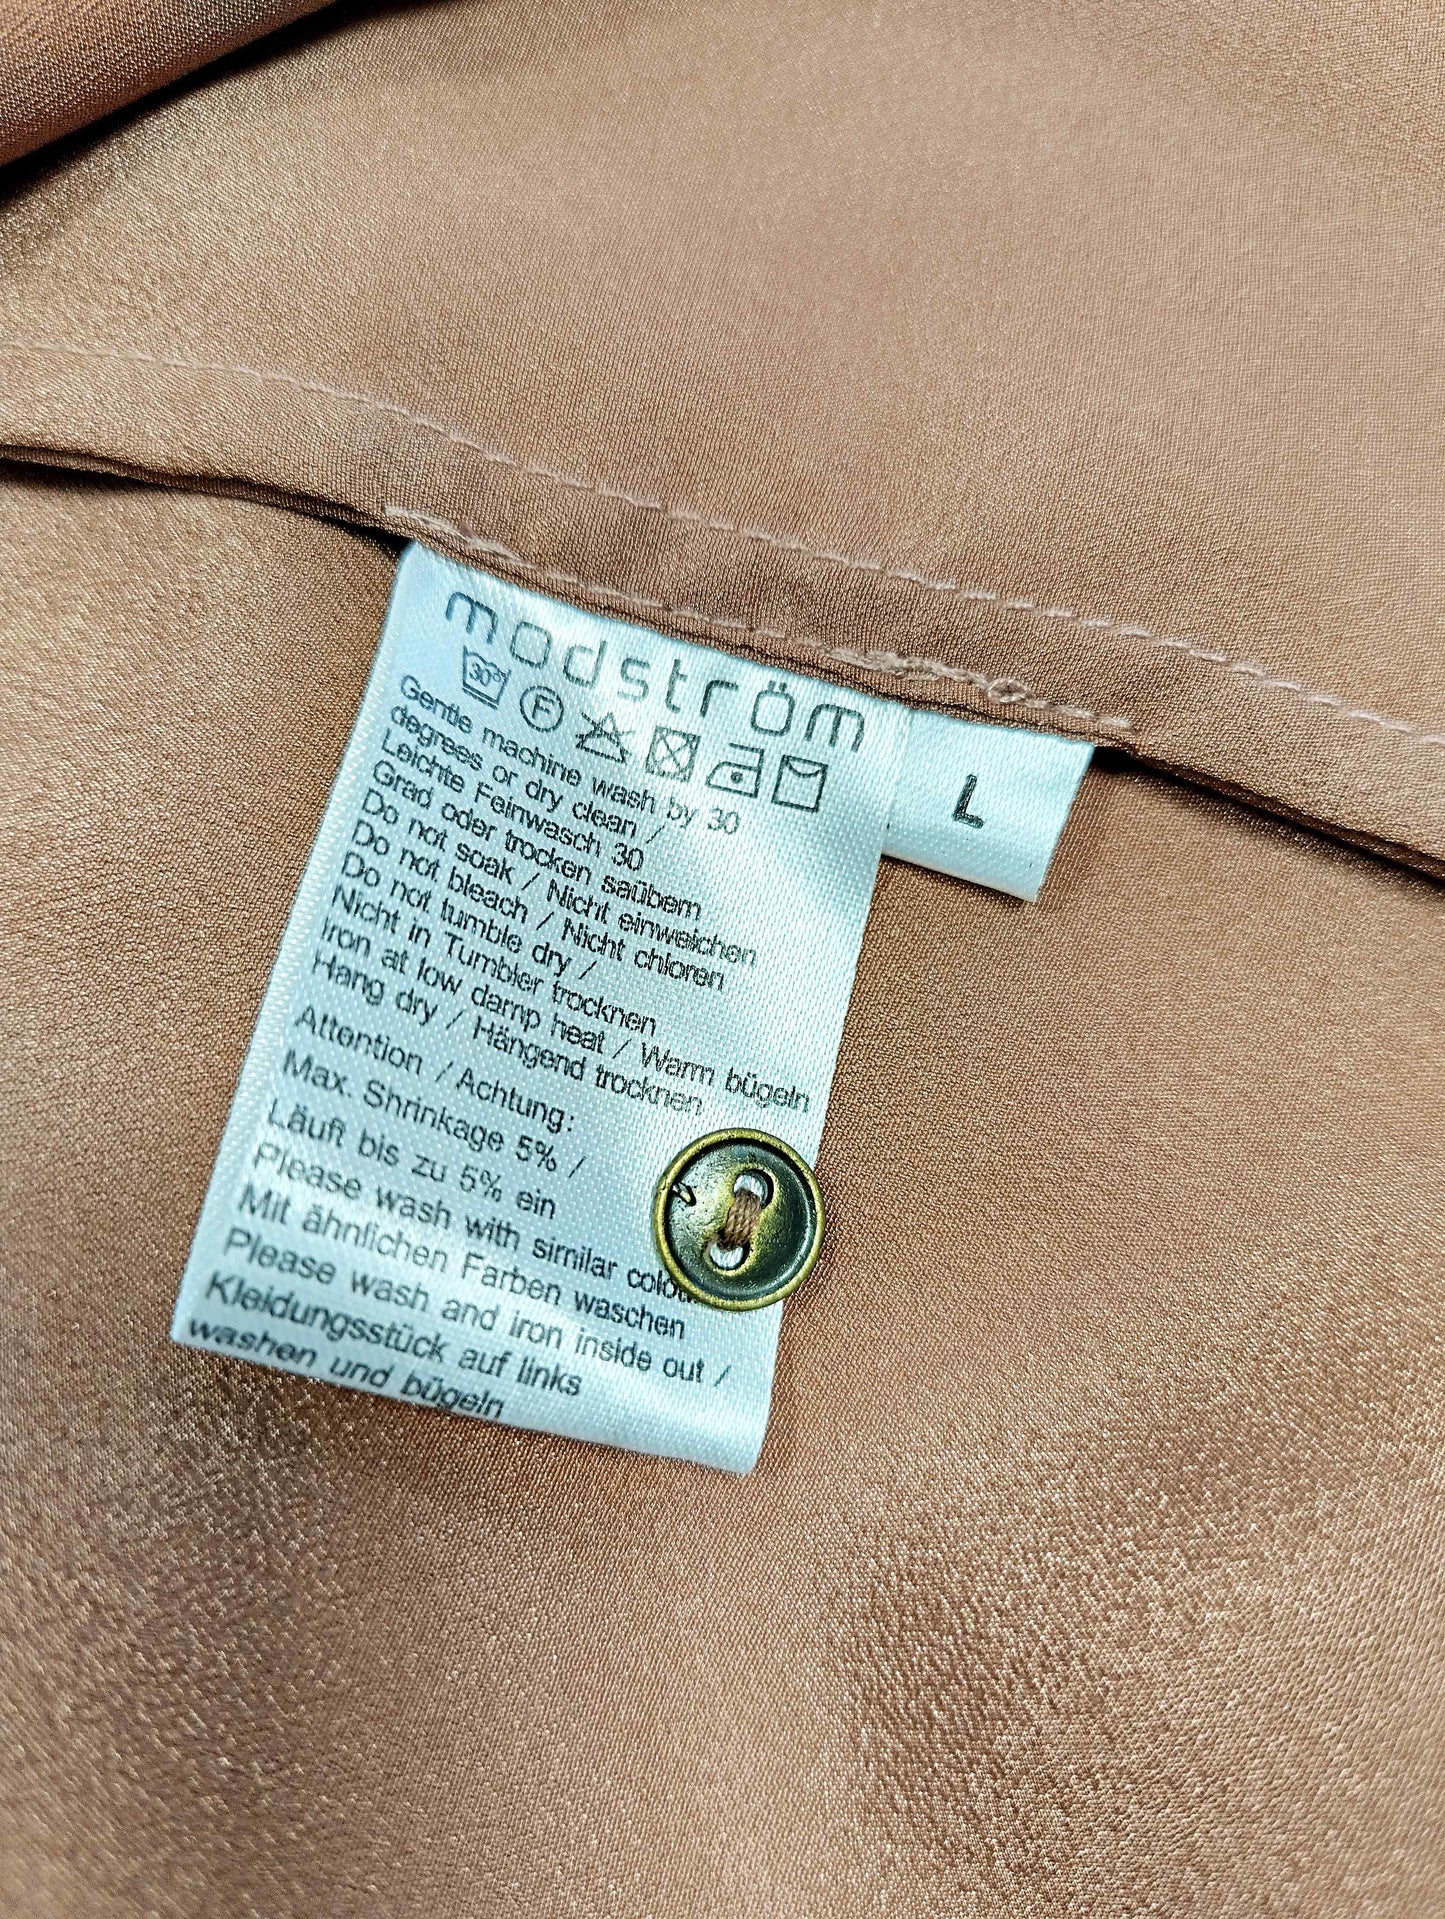 modström
30°
F
L
Gentle machine wash by 30
degrees or dry clean /
Leichte Feinwasch 30
Grad oder trocken saübern
Do not soak / Nicht einweichen
Do not bleach / Nicht chloren
Do not tumble dry /
Nicht in Tumbler trocknen
Iron at low damp heat / Warm bügeln
Hang dry / Hängend trocknen
Attention / Achtung:
Max. Shrinkage 5% /
Läuft bis zu 5% ein
Please wash with similar
Mit ähnlichen Farben waschen
Please wash and iron inside out /
Kleidungsstück auf links
washen und bügeln